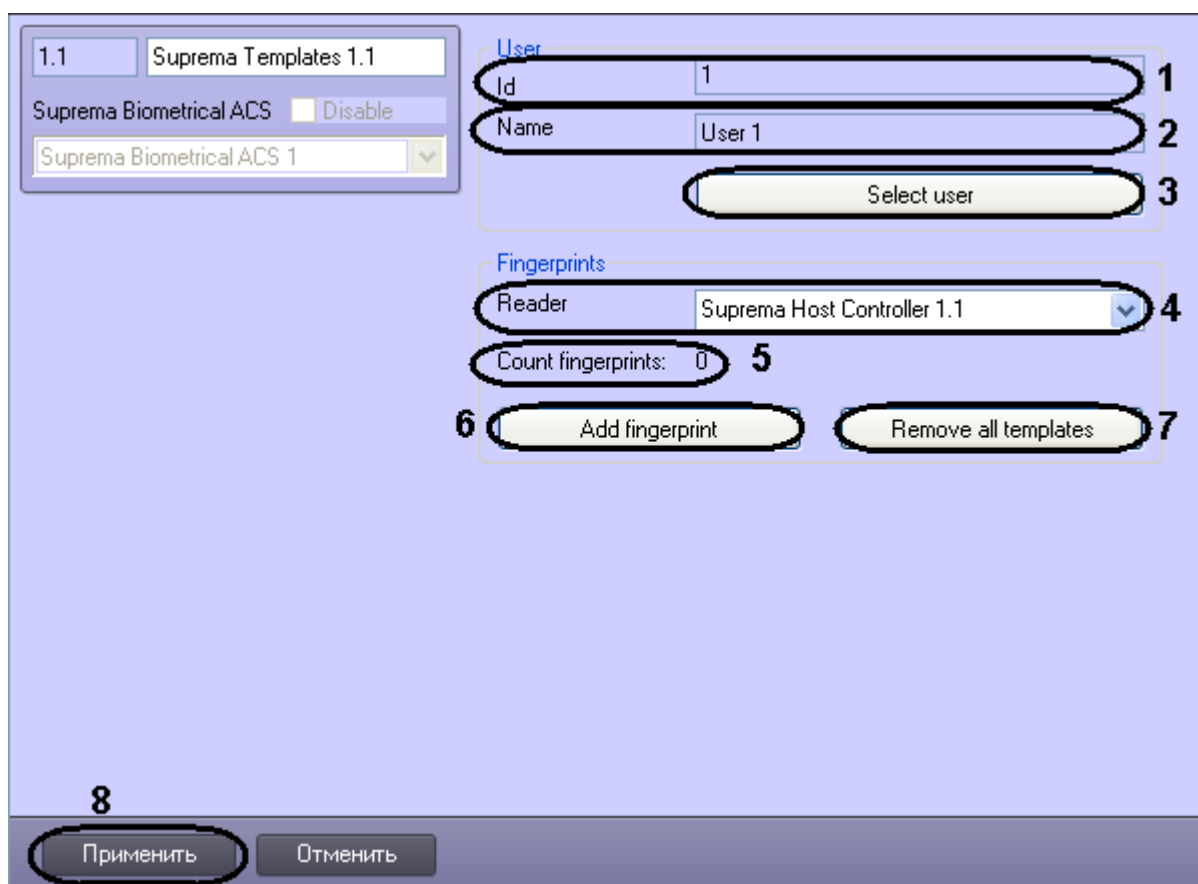 1.1 Suprema Templates 1.1
Suprema Biometrical ACS Disable
Suprema Biometrical ACS 1
User
Id 1 1
Name User 1 2
Select user 3
Fingerprints
Reader Suprema Host Controller 1.1 4
Count fingerprints: 0 5
6 Add fingerprint Remove all templates 7
8
Применить Отменить